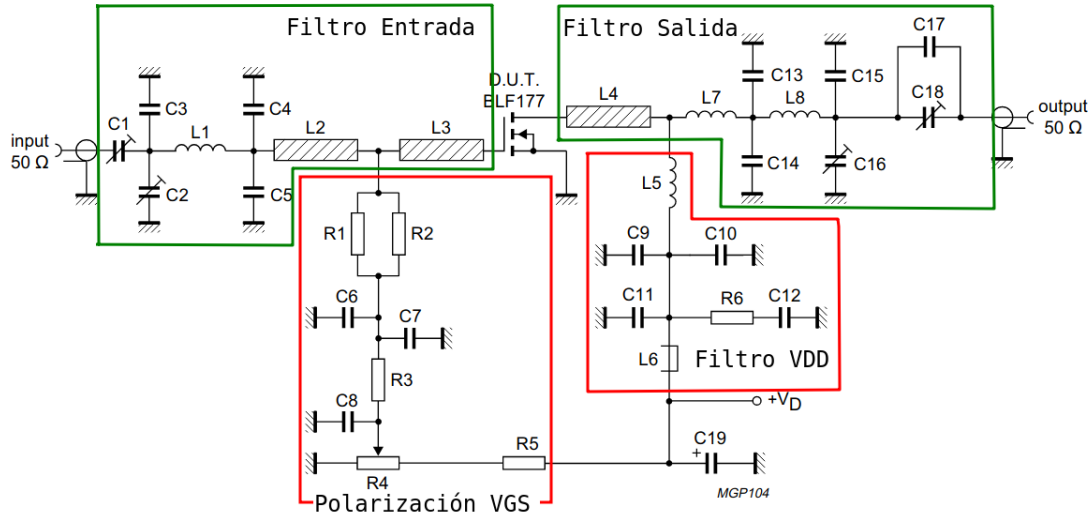 Filtro Entrada
Filtro Salida
C17
D.U.T.
BLF177
C13
C15
L4
C3
C4
L7
L8
C18
output
50 Ω
input
50 Ω
C1
L1
L2
L3
C2
C5
C14
C16
L5
R1
R2
C9
C10
C6
C7
C11
R6
C12
L6
Filtro VDD
R3
C8
+VD
R4
R5
C19
+
MGP104
Polarización VGS